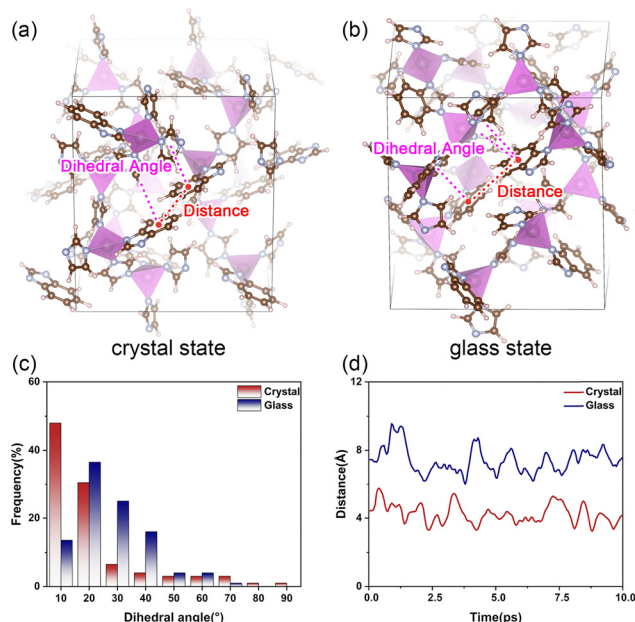 (a)
(b)
Dihedral Angle
Distance
Dihedral Angle
Distance
crystal state
glass state
(c)
(d)
60
40
20
0
Frequency(%)
Crystal
Glass
10 20 30 40 50 60 70 80 90
Dihedral angle(°)
12
8
4
0
Distance(Å)
Crystal
Glass
0.0 2.5 5.0 7.5 10.0
Time(ps)